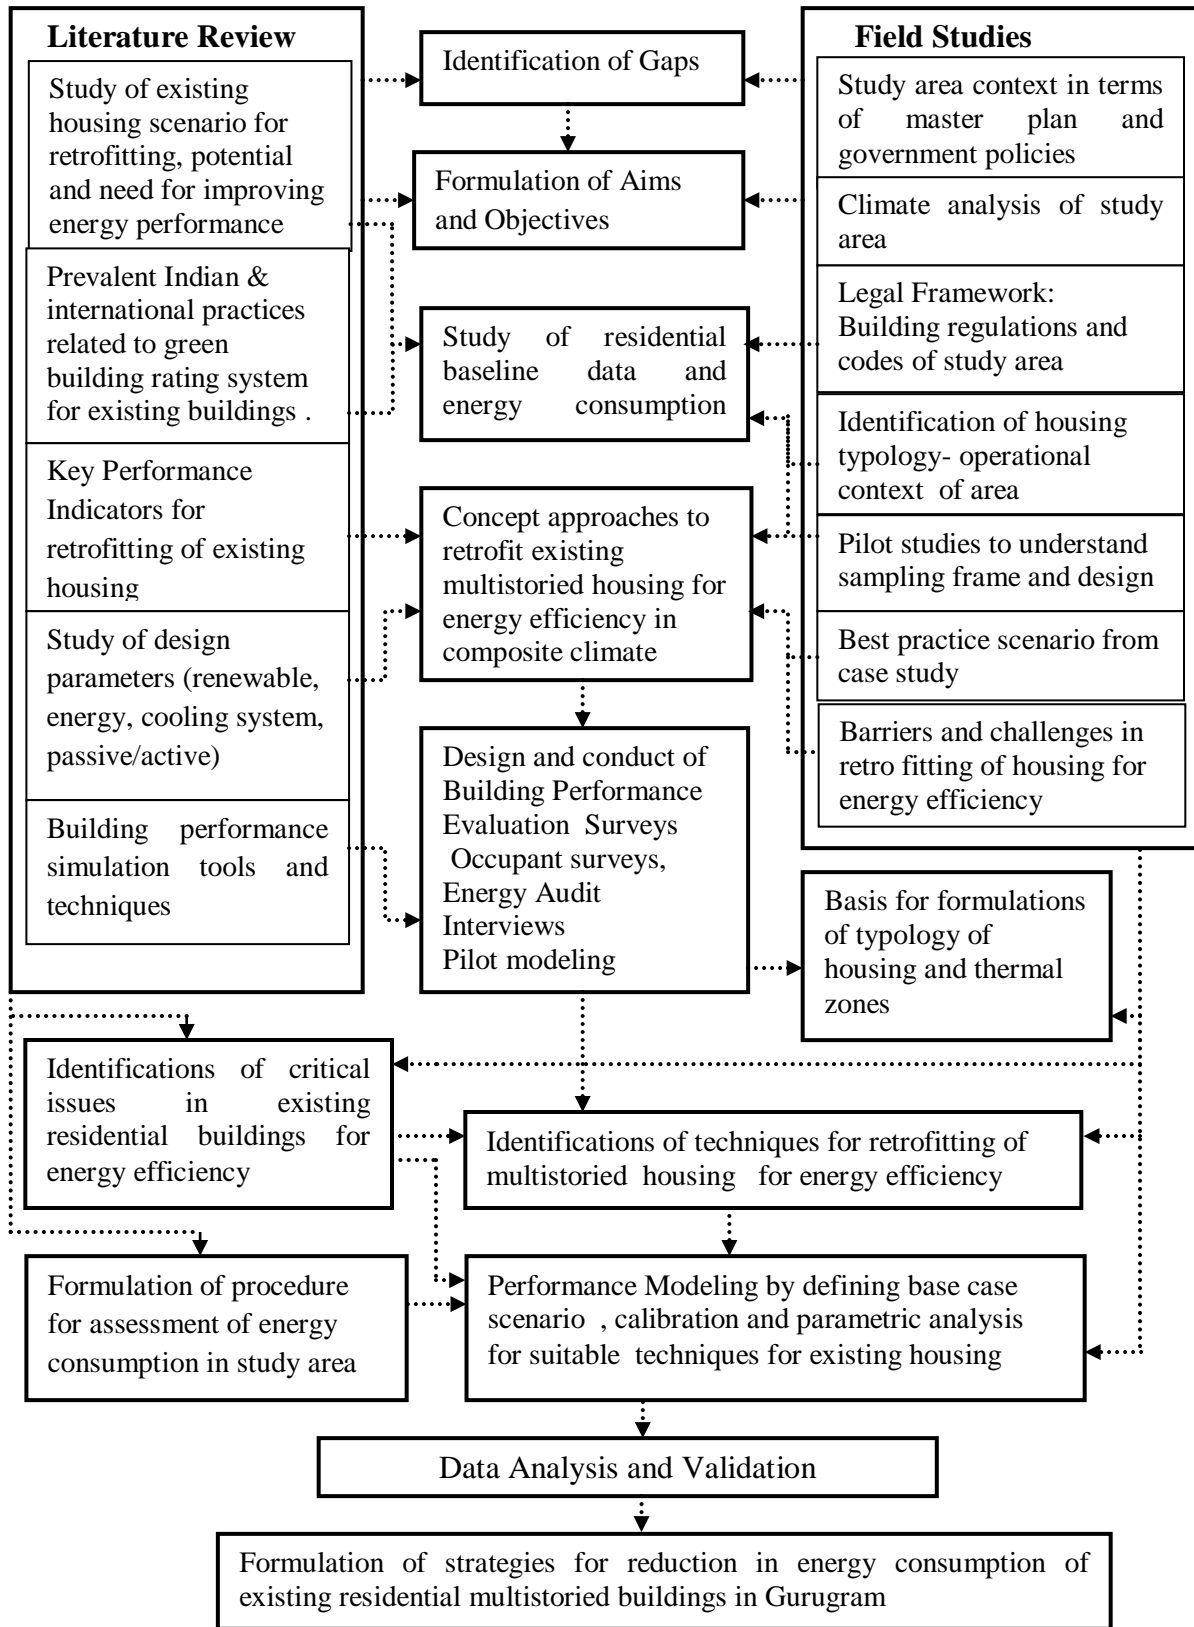 Literature Review
Study of existing
housing scenario for
retrofitting, potential
and need for improving
energy performance
Prevalent Indian &
international practices
related to green
building rating system
for existing buildings .
Key Performance
Indicators for
retrofitting of existing
housing
Study of design
parameters (renewable,
energy, cooling system,
passive/active)
Building performance
simulation tools and
techniques
Identification of Gaps
Formulation of Aims
and Objectives
Study of residential
baseline data and
energy consumption
Concept approaches to
retrofit existing
multistoried housing for
energy efficiency in
composite climate
Design and conduct of
Building Performance
Evaluation Surveys
Occupant surveys,
Energy Audit
Interviews
Pilot modeling
Field Studies
Study area context in terms
of master plan and
government policies
Climate analysis of study
area
Legal Framework:
Building regulations and
codes of study area
Identification of housing
typology- operational
context of area
Pilot studies to understand
sampling frame and design
Best practice scenario from
case study
Barriers and challenges in
retro fitting of housing for
energy efficiency
Basis for formulations
of typology of
housing and thermal
zones
Identifications of critical
issues in existing
residential buildings for
energy efficiency
Identifications of techniques for retrofitting of
multistoried housing for energy efficiency
Formulation of procedure
for assessment of energy
consumption in study area
Performance Modeling by defining base case
scenario , calibration and parametric analysis
for suitable techniques for existing housing
Data Analysis and Validation
Formulation of strategies for reduction in energy consumption of
existing residential multistoried buildings in Gurugram